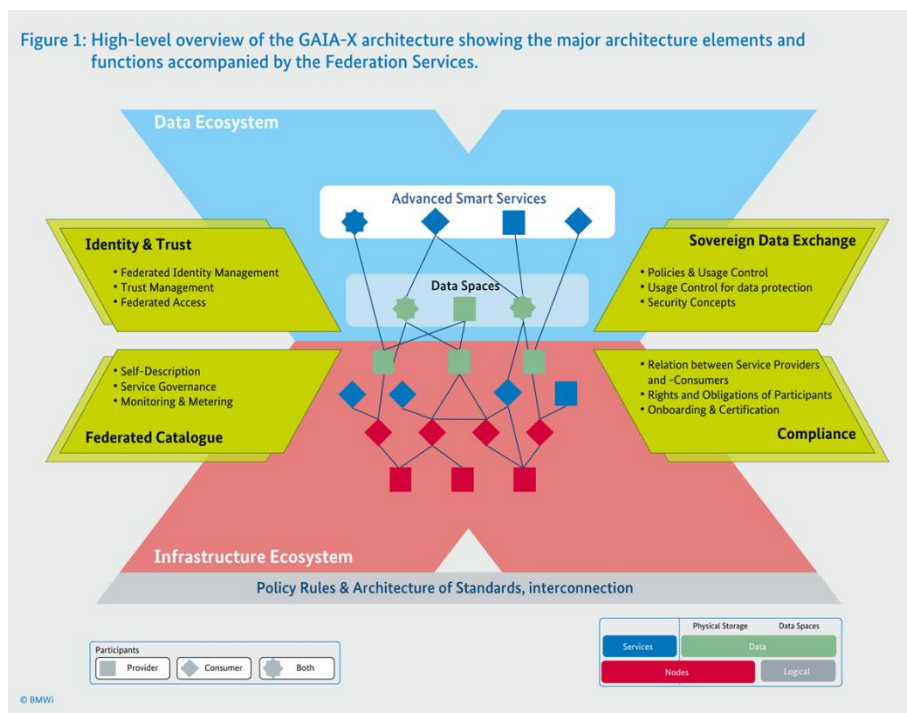 Figure 1: High-level overview of the GAIA-X architecture showing the major architecture elements and
functions accompanied by the Federation Services.
Data Ecosystem
Advanced Smart Services
Identity & Trust
• Federated Identity Management
• Trust Management
• Federated Access
Sovereign Data Exchange
• Policies & Usage Control
• Usage Control for data protection
• Security Concepts
Data Spaces
• Self-Description
• Service Governance
• Monitoring & Metering
Federated Catalogue
• Relation between Service Providers
and -Consumers
• Rights and Obligations of Participants
• Onboarding & Certification
Compliance
Infrastructure Ecosystem
Policy Rules & Architecture of Standards, interconnection
Participants
Provider
Consumer
Both
Physical Storage
Data Spaces
Services
Data
Nodes
Logical
© BMWi